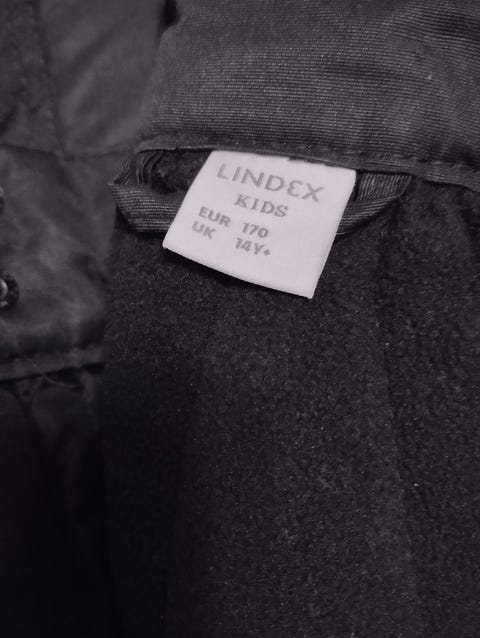 LINDEX
KIDS
EUR 170
UK 14Y+